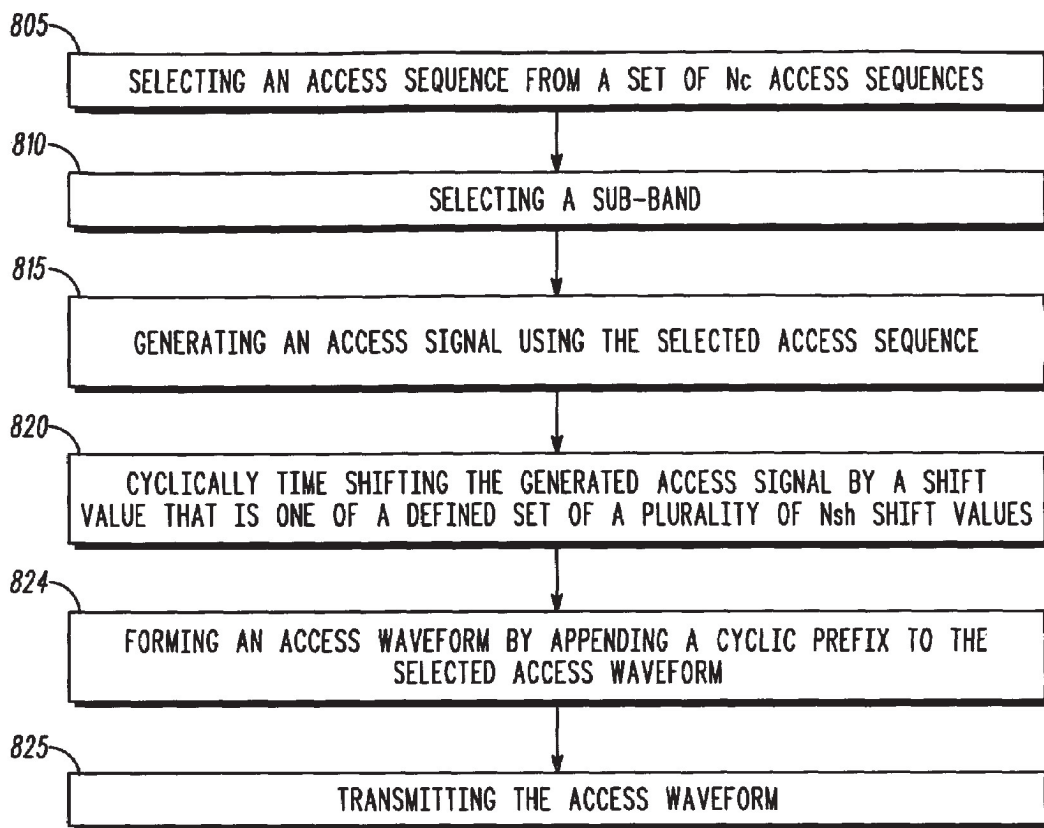 805
SELECTING AN ACCESS SEQUENCE FROM A SET OF Nc ACCESS SEQUENCES
810
SELECTING A SUB-BAND
815
GENERATING AN ACCESS SIGNAL USING THE SELECTED ACCESS SEQUENCE
820
CYCLICALLY TIME SHIFTING THE GENERATED ACCESS SIGNAL BY A SHIFT
VALUE THAT IS ONE OF A DEFINED SET OF A PLURALITY OF Nsh SHIFT VALUES
824
FORMING AN ACCESS WAVEFORM BY APPENDING A CYCLIC PREFIX TO THE
SELECTED ACCESS WAVEFORM
825
TRANSMITTING THE ACCESS WAVEFORM